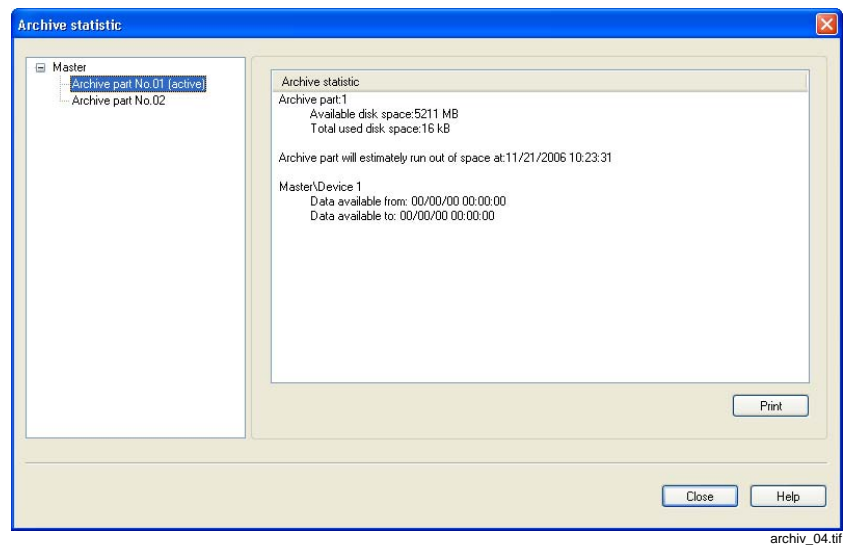 Archive statistic
Master
Archive part No.01 (active)
Archive part No.02
Archive statistic
Archive part:1
Available disk space:5211 MB
Total used disk space:16 kB
Archive part will estimately run out of space at:11/21/2006 10:23:31
Master\Device 1
Data available from: 00/00/00 00:00:00
Data available to: 00/00/00 00:00:00
Print
Close
Help
archiv_04.tif